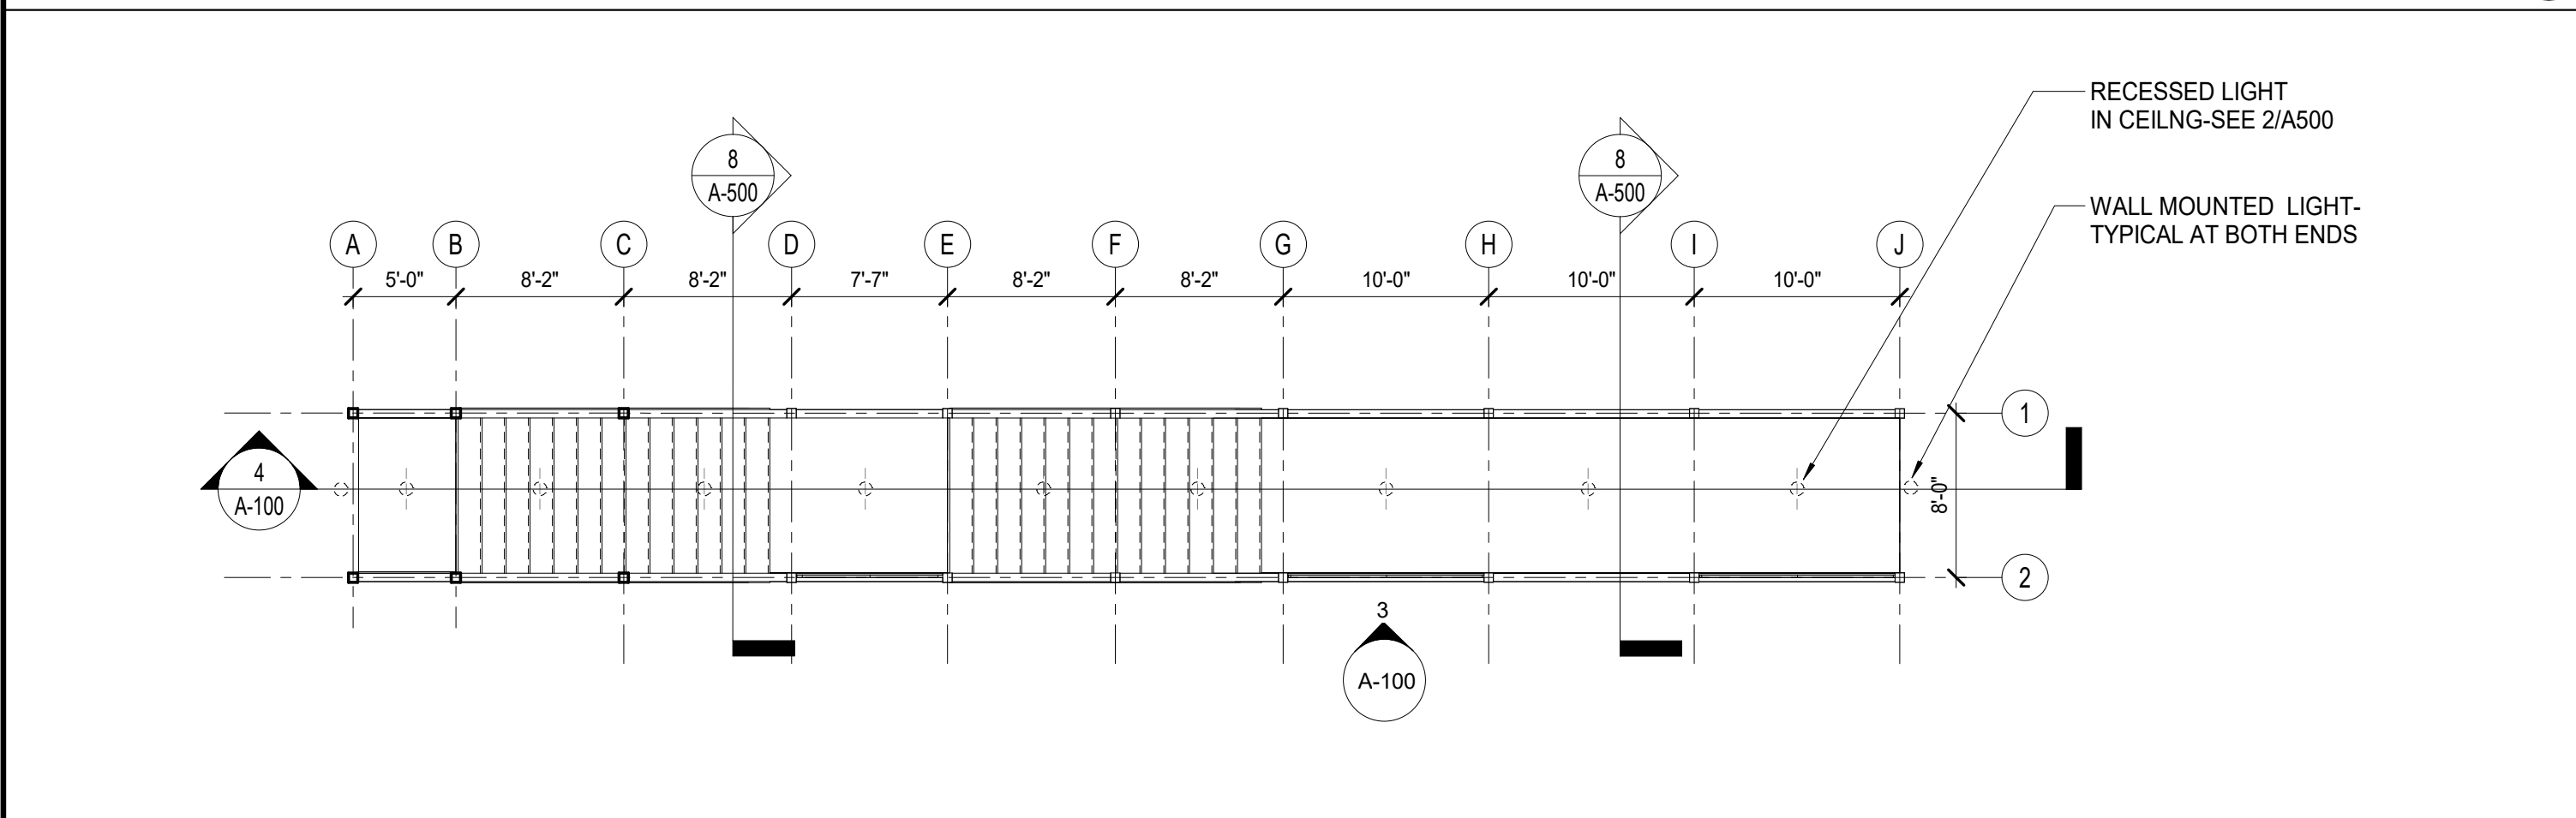 RECESSED LIGHT
IN CEILNG-SEE 2/A500
WALL MOUNTED  LIGHT-
TYPICAL AT BOTH ENDS
8
A-500
8
A-500
A B C D E F G H I J
5'-0" 8'-2" 8'-2" 7'-7" 8'-2" 8'-2" 10'-0" 10'-0" 10'-0"
1
4
A-100
8'-0"
2
3
A-100